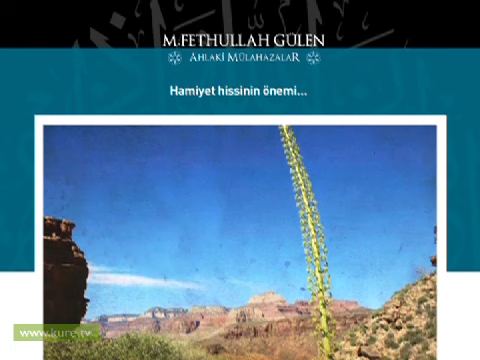 M.FETHULLAH GÜLEN
AHLAKİ MÜLAHAZALAR
Hamiyet hissinin önemi...
www.kure.tv